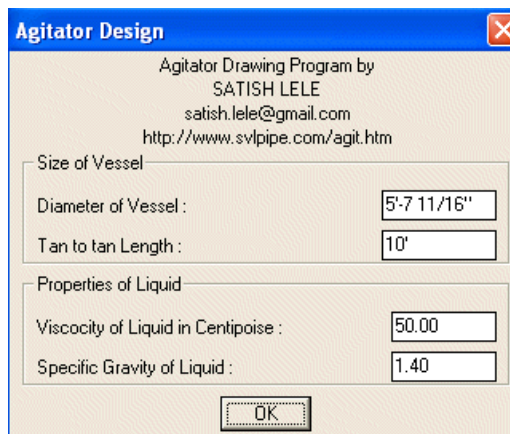 Agitator Design
Agitator Drawing Program by
SATISH LELE
satish.lele@gmail.com
http://www.svlpipe.com/agit.htm
Size of Vessel
Diameter of Vessel : 5'-7 11/16"
Tan to tan Length : 10'
Properties of Liquid
Viscocity of Liquid in Centipoise : 50.00
Specific Gravity of Liquid : 1.40
OK